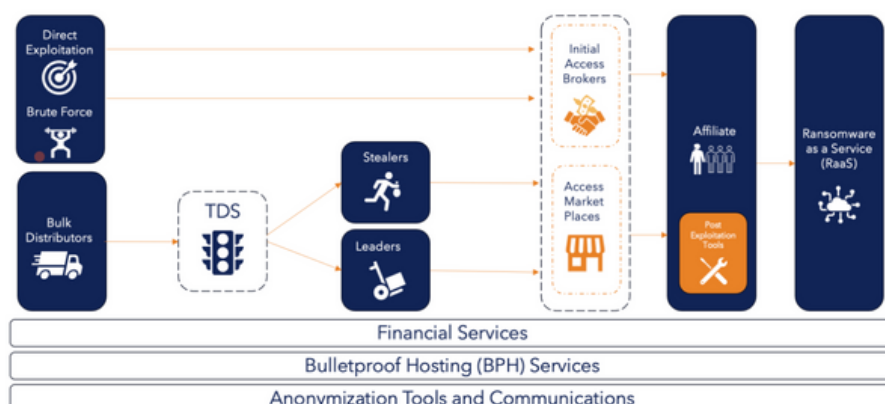 Direct
Exploitation
Brute Force
Bulk
Distributors
TDS
Stealers
Leaders
Initial
Access
Brokers
Access
Market
Places
Affiliate
Post
Exploitation
Tools
Ransomware
as a Service
(RaaS)
Financial Services
Bulletproof Hosting (BPH) Services
Anonymization Tools and Communications